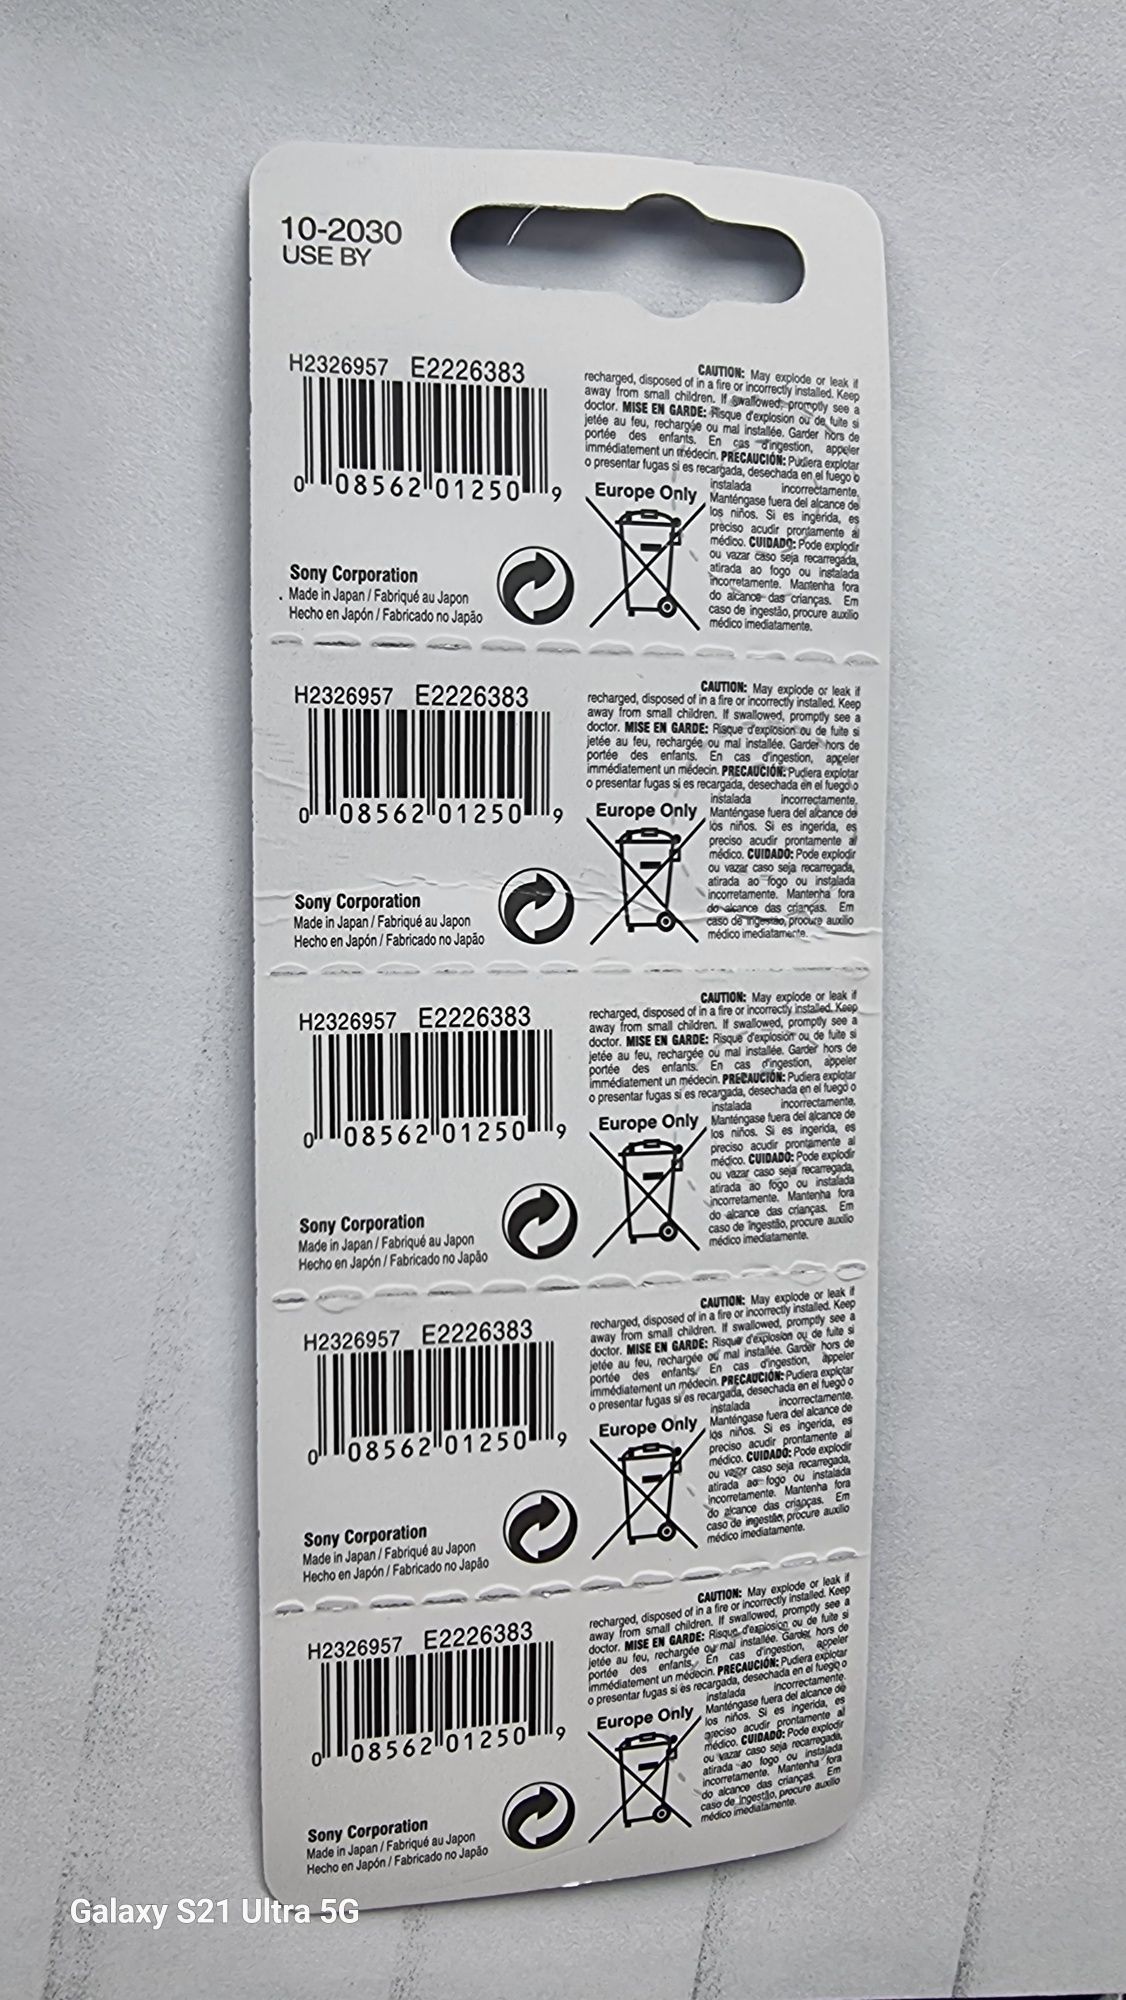 10-2030
USE BY
H2326957 E2226383
0 08562 01250 9
CAUTION: May explode or leak if
recharged, disposed of in a fire or incorrectly installed. Keep
away from small children. If swallowed, promptly see a
doctor. MISE EN GARDE: Risque d'explosion ou de fuite si
jetée au feu, rechargée ou mal installée. Garder hors de
portée des enfants. En cas d'ingestion, appeler
immédiatement un médecin. PRECAUCIÓN: Pudiera explotar
o presentar fugas si es recargada, desechada en el fuego o
instalada incorrectamente.
Manténgase fuera del alcance de
los niños. Si es ingerida, es
preciso acudir prontamente al
médico. CUIDADO: Pode explodir
ou vazar caso seja recarregada,
atirada ao fogo ou instalada
incorretamente. Mantenha fora
do alcance das crianças. Em
caso de ingestão, procure auxílio
médico imediatamente.
Europe Only
Sony Corporation
Made in Japan / Fabriqué au Japon
Hecho en Japón / Fabricado no Japão
H2326957 E2226383
0 08562 01250 9
CAUTION: May explode or leak if
recharged, disposed of in a fire or incorrectly installed. Keep
away from small children. If swallowed, promptly see a
doctor. MISE EN GARDE: Risque d'explosion ou de fuite si
jetée au feu, rechargée ou mal installée. Garder hors de
portée des enfants. En cas d'ingestion, appeler
immédiatement un médecin. PRECAUCIÓN: Pudiera explotar
o presentar fugas si es recargada, desechada en el fuego o
instalada incorrectamente.
Manténgase fuera del alcance de
los niños. Si es ingerida, es
preciso acudir prontamente al
médico. CUIDADO: Pode explodir
ou vazar caso seja recarregada,
atirada ao fogo ou instalada
incorretamente. Mantenha fora
do alcance das crianças. Em
caso de ingestão, procure auxílio
médico imediatamente.
Europe Only
Sony Corporation
Made in Japan / Fabriqué au Japon
Hecho en Japón / Fabricado no Japão
H2326957 E2226383
0 08562 01250 9
CAUTION: May explode or leak if
recharged, disposed of in a fire or incorrectly installed. Keep
away from small children. If swallowed, promptly see a
doctor. MISE EN GARDE: Risque d'explosion ou de fuite si
jetée au feu, rechargée ou mal installée. Garder hors de
portée des enfants. En cas d'ingestion, appeler
immédiatement un médecin. PRECAUCIÓN: Pudiera explotar
o presentar fugas si es recargada, desechada en el fuego o
instalada incorrectamente.
Manténgase fuera del alcance de
los niños. Si es ingerida, es
preciso acudir prontamente al
médico. CUIDADO: Pode explodir
ou vazar caso seja recarregada,
atirada ao fogo ou instalada
incorretamente. Mantenha fora
do alcance das crianças. Em
caso de ingestão, procure auxílio
médico imediatamente.
Europe Only
Sony Corporation
Made in Japan / Fabriqué au Japon
Hecho en Japón / Fabricado no Japão
H2326957 E2226383
0 08562 01250 9
CAUTION: May explode or leak if
recharged, disposed of in a fire or incorrectly installed. Keep
away from small children. If swallowed, promptly see a
doctor. MISE EN GARDE: Risque d'explosion ou de fuite si
jetée au feu, rechargée ou mal installée. Garder hors de
portée des enfants. En cas d'ingestion, appeler
immédiatement un médecin. PRECAUCIÓN: Pudiera explotar
o presentar fugas si es recargada, desechada en el fuego o
instalada incorrectamente.
Manténgase fuera del alcance de
los niños. Si es ingerida, es
preciso acudir prontamente al
médico. CUIDADO: Pode explodir
ou vazar caso seja recarregada,
atirada ao fogo ou instalada
incorretamente. Mantenha fora
do alcance das crianças. Em
caso de ingestão, procure auxílio
médico imediatamente.
Europe Only
Sony Corporation
Made in Japan / Fabriqué au Japon
Hecho en Japón / Fabricado no Japão
H2326957 E2226383
0 08562 01250 9
CAUTION: May explode or leak if
recharged, disposed of in a fire or incorrectly installed. Keep
away from small children. If swallowed, promptly see a
doctor. MISE EN GARDE: Risque d'explosion ou de fuite si
jetée au feu, rechargée ou mal installée. Garder hors de
portée des enfants. En cas d'ingestion, appeler
immédiatement un médecin. PRECAUCIÓN: Pudiera explotar
o presentar fugas si es recargada, desechada en el fuego o
instalada incorrectamente.
Manténgase fuera del alcance de
los niños. Si es ingerida, es
preciso acudir prontamente al
médico. CUIDADO: Pode explodir
ou vazar caso seja recarregada,
atirada ao fogo ou instalada
incorretamente. Mantenha fora
do alcance das crianças. Em
caso de ingestão, procure auxílio
médico imediatamente.
Europe Only
Sony Corporation
Made in Japan / Fabriqué au Japon
Hecho en Japón / Fabricado no Japão
Galaxy S21 Ultra 5G